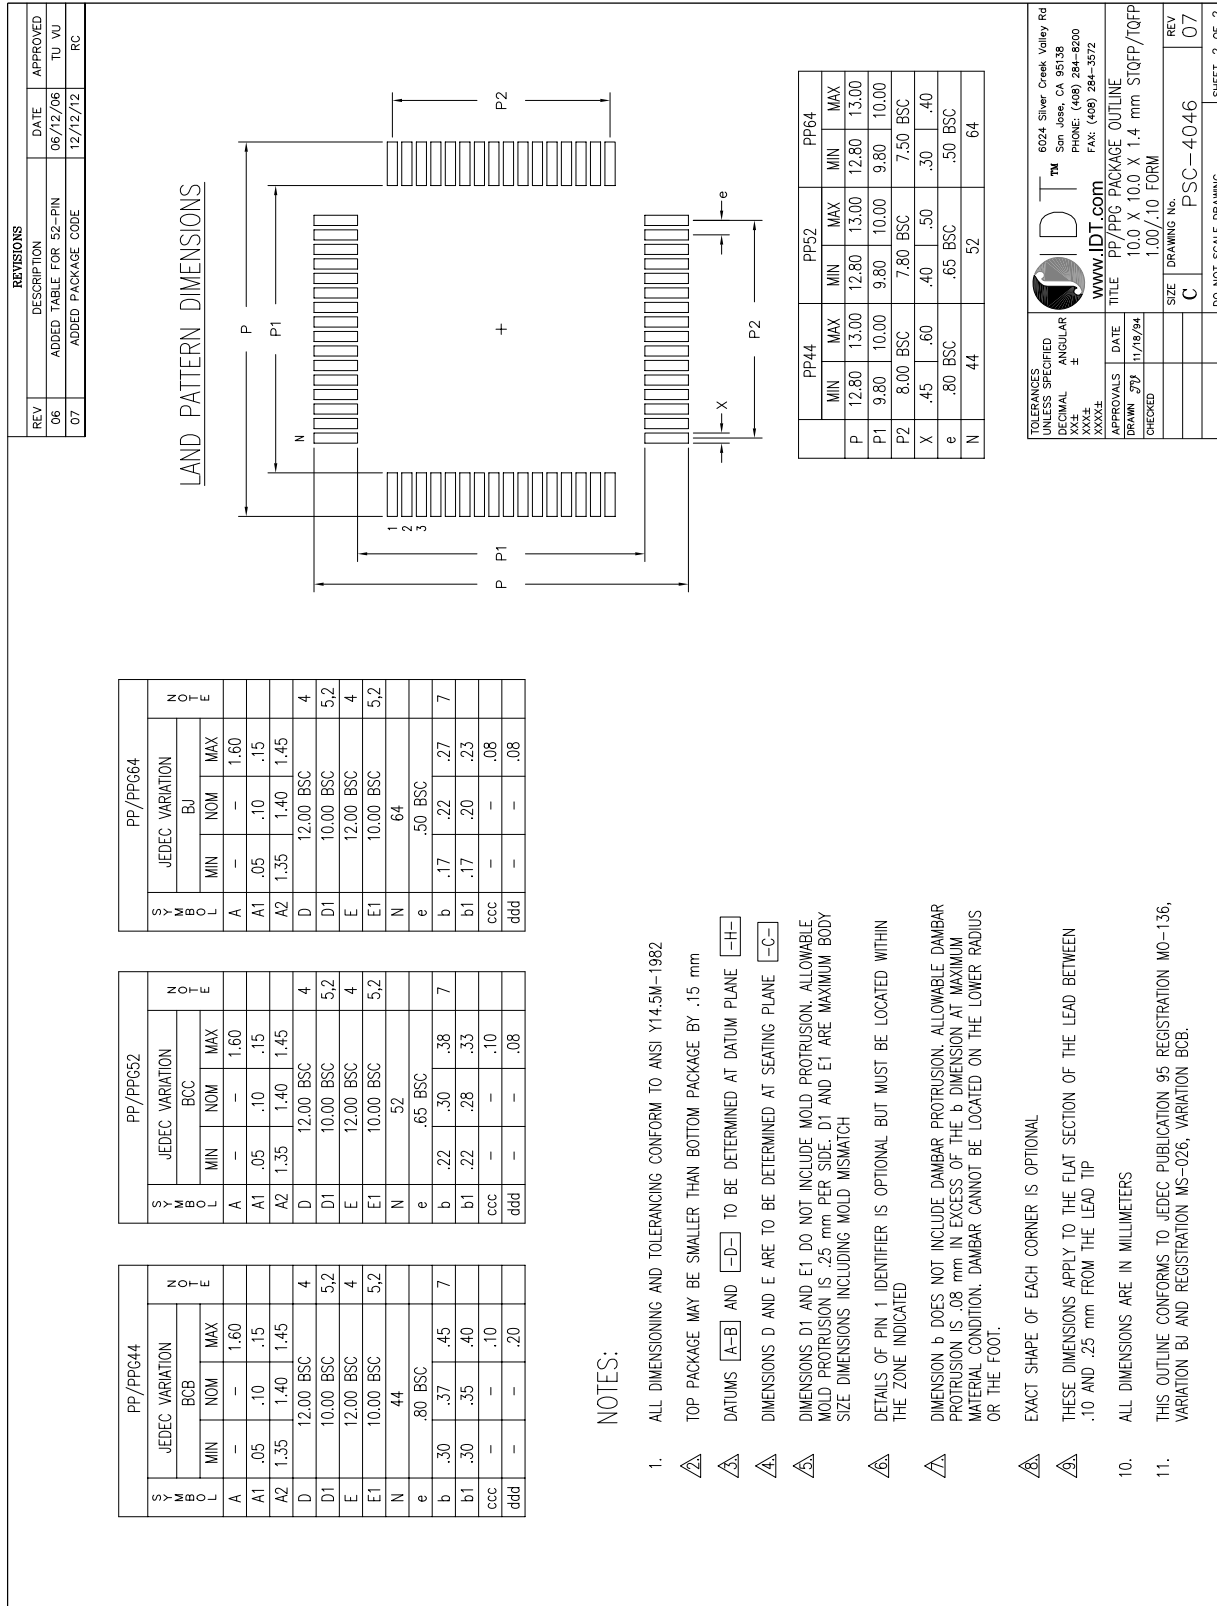 REVISIONS
REV DESCRIPTION DATE APPROVED
06 ADDED TABLE FOR 52-PIN 06/12/06 TU VU
07 ADDED PACKAGE CODE 12/12/12 RC
PP/PPG44
SYMBOL JEDEC VARIATION NOTE
BCB
MIN NOM MAX
A – – 1.60
A1 .05 .10 .15
A2 1.35 1.40 1.45
D 12.00 BSC 4
D1 10.00 BSC 5,2
E 12.00 BSC 4
E1 10.00 BSC 5,2
N 44
e .80 BSC
b .30 .37 .45 7
b1 .30 .35 .40
ccc – – .10
ddd – – .20
PP/PPG52
SYMBOL JEDEC VARIATION NOTE
BCC
MIN NOM MAX
A – – 1.60
A1 .05 .10 .15
A2 1.35 1.40 1.45
D 12.00 BSC 4
D1 10.00 BSC 5,2
E 12.00 BSC 4
E1 10.00 BSC 5,2
N 52
e .65 BSC
b .22 .30 .38 7
b1 .22 .28 .33
ccc – – .10
ddd – – .08
PP/PPG64
SYMBOL JEDEC VARIATION NOTE
BJ
MIN NOM MAX
A – – 1.60
A1 .05 .10 .15
A2 1.35 1.40 1.45
D 12.00 BSC 4
D1 10.00 BSC 5,2
E 12.00 BSC 4
E1 10.00 BSC 5,2
N 64
e .50 BSC
b .17 .22 .27 7
b1 .17 .20 .23
ccc – – .08
ddd – – .08
LAND PATTERN DIMENSIONS
P
P1
N
1
2
3
P
P1
P2
X
e
P2
NOTES:
1. ALL DIMENSIONING AND TOLERANCING CONFORM TO ANSI Y14.5M-1982
2. TOP PACKAGE MAY BE SMALLER THAN BOTTOM PACKAGE BY .15 mm
3. DATUMS A-B AND -D- TO BE DETERMINED AT DATUM PLANE -H-
4. DIMENSIONS D AND E ARE TO BE DETERMINED AT SEATING PLANE -C-
5. DIMENSIONS D1 AND E1 DO NOT INCLUDE MOLD PROTRUSION. ALLOWABLE
MOLD PROTRUSION IS .25 mm PER SIDE. D1 AND E1 ARE MAXIMUM BODY
SIZE DIMENSIONS INCLUDING MOLD MISMATCH
6. DETAILS OF PIN 1 IDENTIFIER IS OPTIONAL BUT MUST BE LOCATED WITHIN
THE ZONE INDICATED
7. DIMENSION b DOES NOT INCLUDE DAMBAR PROTRUSION. ALLOWABLE DAMBAR
PROTRUSION IS .08 mm IN EXCESS OF THE b DIMENSION AT MAXIMUM
MATERIAL CONDITION. DAMBAR CANNOT BE LOCATED ON THE LOWER RADIUS
OR THE FOOT.
8. EXACT SHAPE OF EACH CORNER IS OPTIONAL
9. THESE DIMENSIONS APPLY TO THE FLAT SECTION OF THE LEAD BETWEEN
.10 AND .25 mm FROM THE LEAD TIP
10. ALL DIMENSIONS ARE IN MILLIMETERS
11. THIS OUTLINE CONFORMS TO JEDEC PUBLICATION 95 REGISTRATION MO-136,
VARIATION BJ AND REGISTRATION MS-026, VARIATION BCB.
PP44 PP52 PP64
MIN MAX MIN MAX MIN MAX
P 12.80 13.00 12.80 13.00 12.80 13.00
P1 9.80 10.00 9.80 10.00 9.80 10.00
P2 8.00 BSC 7.80 BSC 7.50 BSC
X .45 .60 .40 .50 .30 .40
e .80 BSC .65 BSC .50 BSC
N 44 52 64
TOLERANCES
UNLESS SPECIFIED
DECIMAL ANGULAR
XX± ±
XXX±
XXXX±
IDT™
www.IDT.com
6024 Silver Creek Valley Rd
San Jose, CA 95138
PHONE: (408) 284-8200
FAX: (408) 284-3572
APPROVALS DATE
DRAWN 11/18/94
CHECKED
TITLE PP/PPG PACKAGE OUTLINE
10.0 X 10.0 X 1.4 mm STQFP/TQFP
1.00/.10 FORM
SIZE DRAWING No. REV
C PSC-4046 07
DO NOT SCALE DRAWING SHEET 2 OF 2